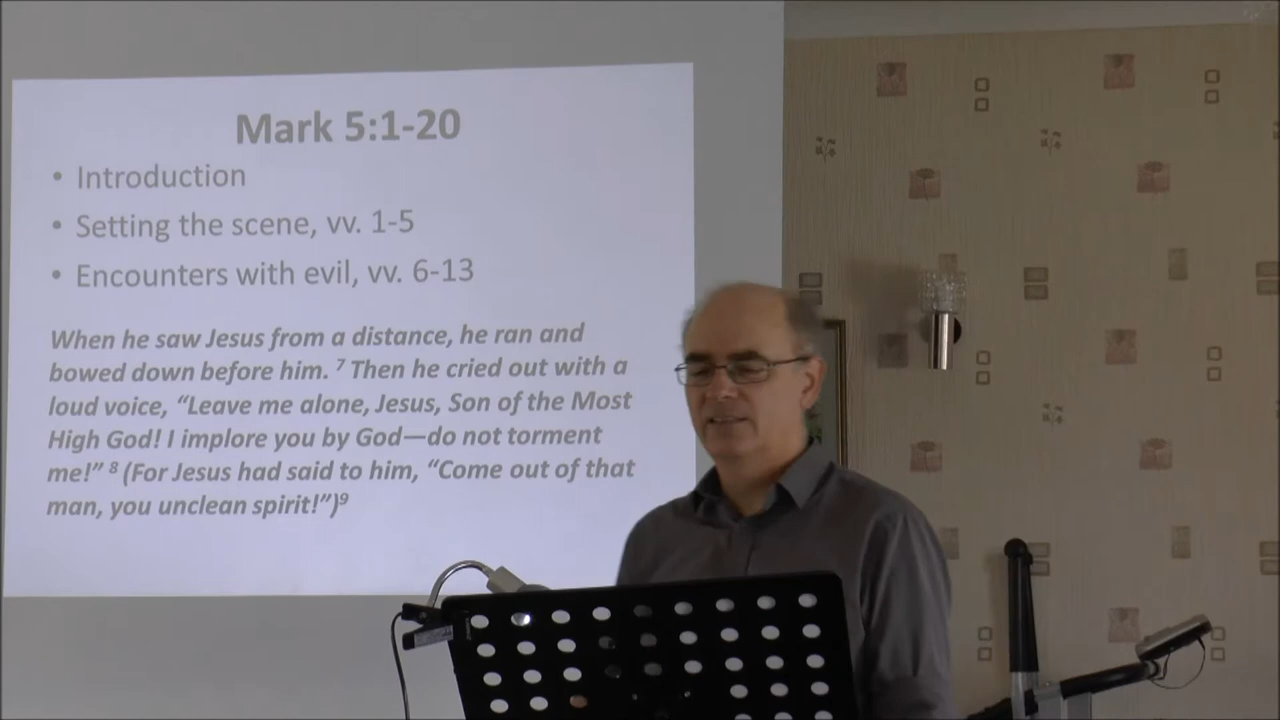 Mark 5:1-20
• Introduction
• Setting the scene, vv. 1-5
• Encounters with evil, vv. 6-13
When he saw Jesus from a distance, he ran and
bowed down before him. ⁷ Then he cried out with a
loud voice, “Leave me alone, Jesus, Son of the Most
High God! I implore you by God—do not torment
me!” ⁸ (For Jesus had said to him, “Come out of that
man, you unclean spirit!”)⁹